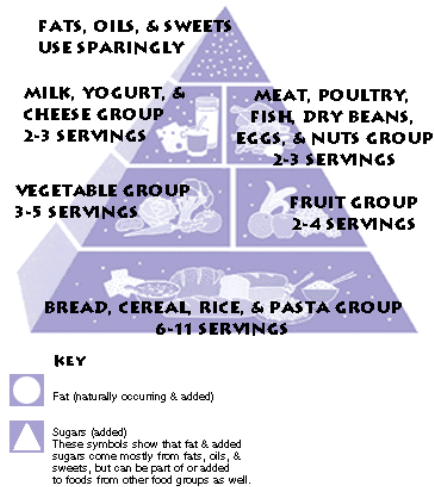 FATS, OILS, & SWEETS
USE SPARINGLY
MILK, YOGURT, &
CHEESE GROUP
2-3 SERVINGS
MEAT, POULTRY,
FISH, DRY BEANS,
EGGS, & NUTS GROUP
2-3 SERVINGS
VEGETABLE GROUP
3-5 SERVINGS
FRUIT GROUP
2-4 SERVINGS
BREAD, CEREAL, RICE, & PASTA GROUP
6-11 SERVINGS
KEY
Fat (naturally occurring & added)
Sugars (added)
These symbols show that fat & added
sugars come mostly from fats, oils, &
sweets, but can be part of or added
to foods from other food groups as well.